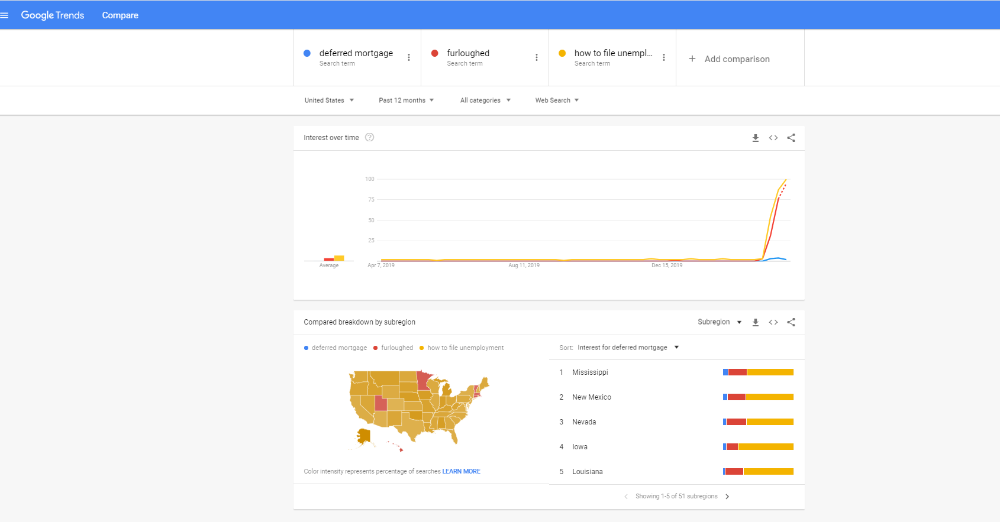 Google Trends Compare
deferred mortgage
Search term
furloughed
Search term
how to file unempl...
Search term
+ Add comparison
United States
Past 12 months
All categories
Web Search
Interest over time
100
75
50
25
Average
Apr 7, 2019
Aug 11, 2019
Dec 15, 2019
Compared breakdown by subregion
Subregion
deferred mortgage furloughed how to file unemployment
Sort: Interest for deferred mortgage
1 Mississippi
2 New Mexico
3 Nevada
4 Iowa
5 Louisiana
Color intensity represents percentage of searches LEARN MORE
Showing 1-5 of 51 subregions